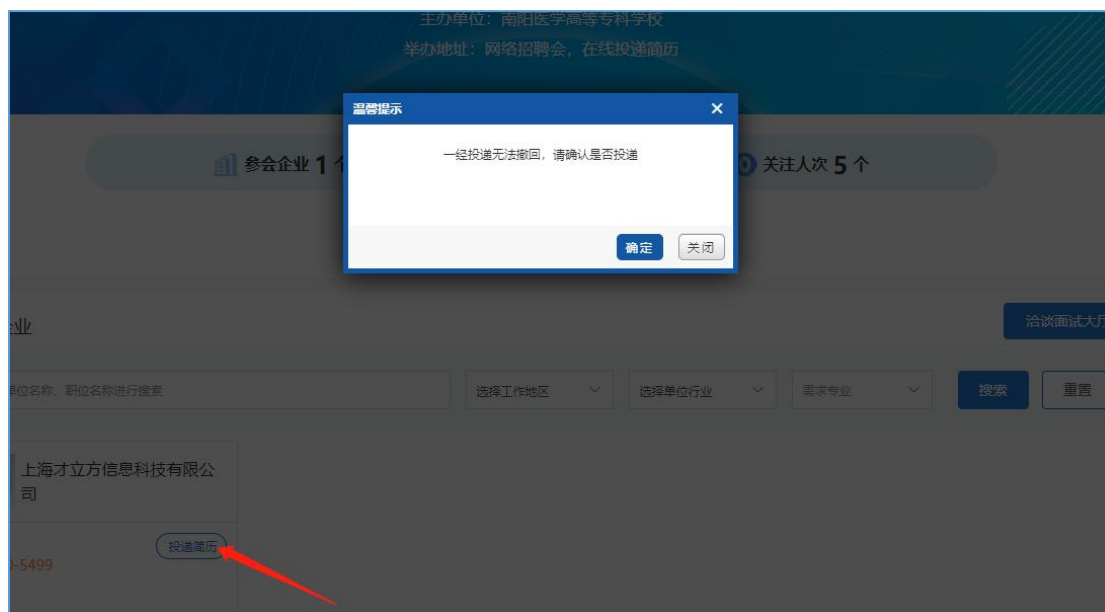 主办单位：南阳医学高等专科学校
举办地址：网络招聘会，在线投递简历
温馨提示
一经投递无法撤回，请确认是否投递
确定
关闭
参会企业 1
关注人次 5 个
企业
洽谈面试大厅
单位名称、职位名称进行搜索
选择工作地区
选择单位行业
需求专业
搜索
重置
上海才立方信息科技有限公
司
投递简历
0-5499